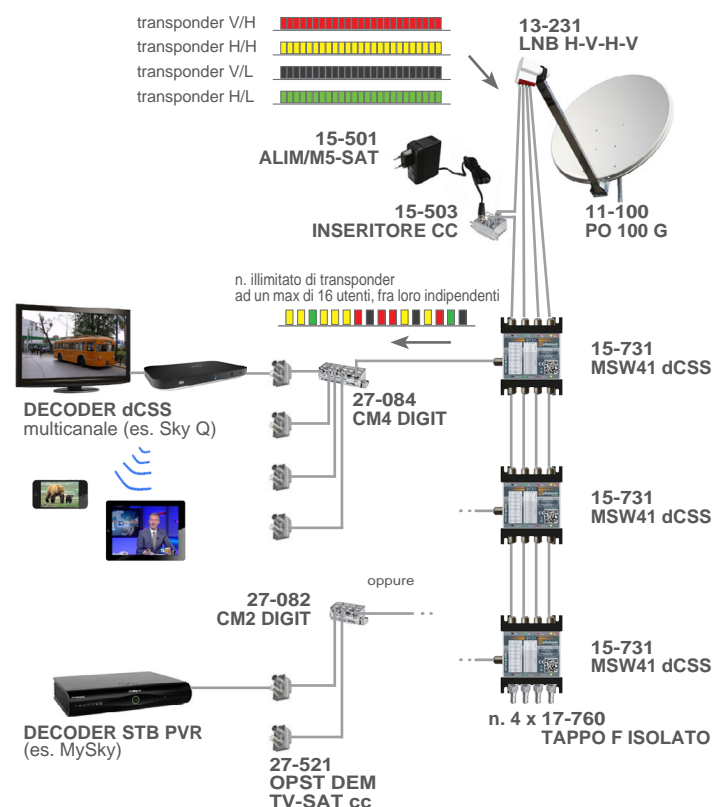 transponder V/H
transponder H/H
transponder V/L
transponder H/L
13-231
LNB H-V-H-V
15-501
ALIM/M5-SAT
15-503
INSERITORE CC
11-100
PO 100 G
n. illimitato di transponder
ad un max di 16 utenti, fra loro indipendenti
15-731
MSW41 dCSS
27-084
CM4 DIGIT
DECODER dCSS
multicanale (es. Sky Q)
15-731
MSW41 dCSS
oppure
27-082
CM2 DIGIT
15-731
MSW41 dCSS
n. 4 x 17-760
TAPPO F ISOLATO
DECODER STB PVR
(es. MySky)
27-521
OPST DEM
TV-SAT cc